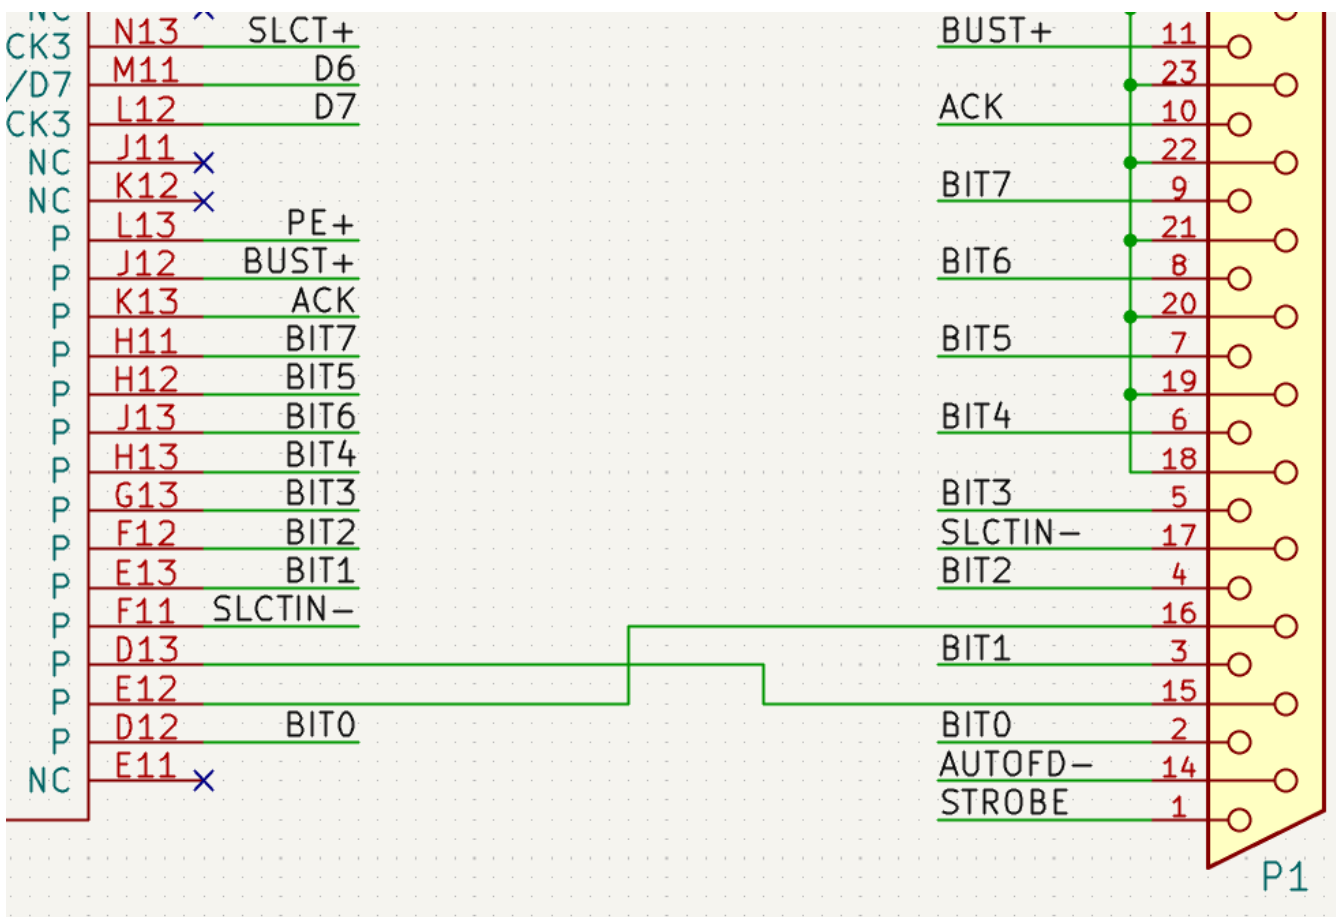 NC
CK3 N13 SLCT+ BUST+ 11
/D7 M11 D6 23
CK3 L12 D7 ACK 10
NC J11 22
NC K12 BIT7 9
P L13 PE+ 21
P J12 BUST+ BIT6 8
P K13 ACK 20
P H11 BIT7 BIT5 7
P H12 BIT5 19
P J13 BIT6 BIT4 6
P H13 BIT4 18
P G13 BIT3 BIT3 5
P F12 BIT2 SLCTIN- 17
P E13 BIT1 BIT2 4
P F11 SLCTIN- 16
P D13 BIT1 3
P E12 15
P D12 BIT0 BIT0 2
NC E11 AUTOFD- 14
STROBE 1
P1